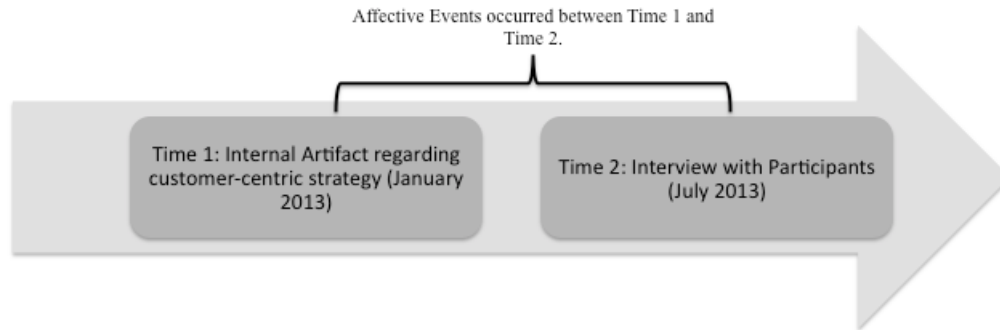 Affective Events occurred between Time 1 and
Time 2.
Time 1: Internal Artifact regarding
customer-centric strategy (January
2013)
Time 2: Interview with Participants
(July 2013)